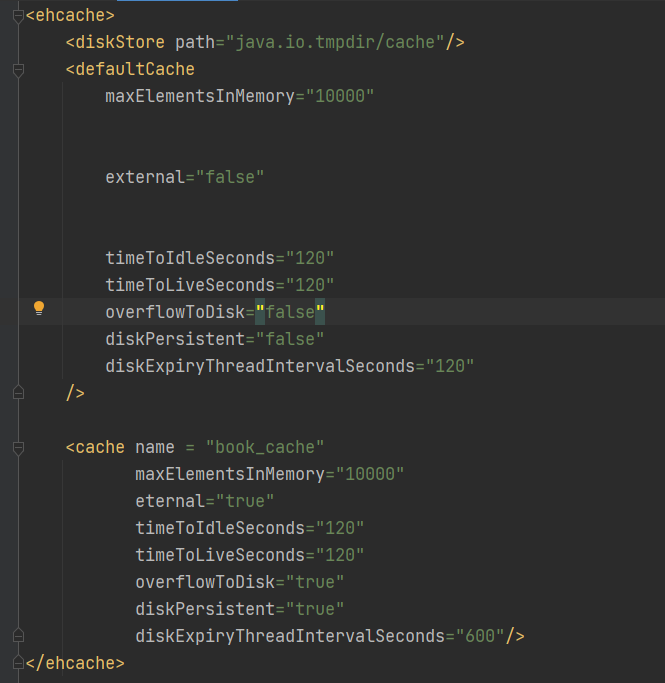 <ehcache>
<diskStore path="java.io.tmpdir/cache"/>
<defaultCache
maxElementsInMemory="10000"
external="false"
timeToIdleSeconds="120"
timeToLiveSeconds="120"
overflowToDisk="false"
diskPersistent="false"
diskExpiryThreadIntervalSeconds="120"
/>
<cache name = "book_cache"
maxElementsInMemory="10000"
eternal="true"
timeToIdleSeconds="120"
timeToLiveSeconds="120"
overflowToDisk="true"
diskPersistent="true"
diskExpiryThreadIntervalSeconds="600"/>
</ehcache>